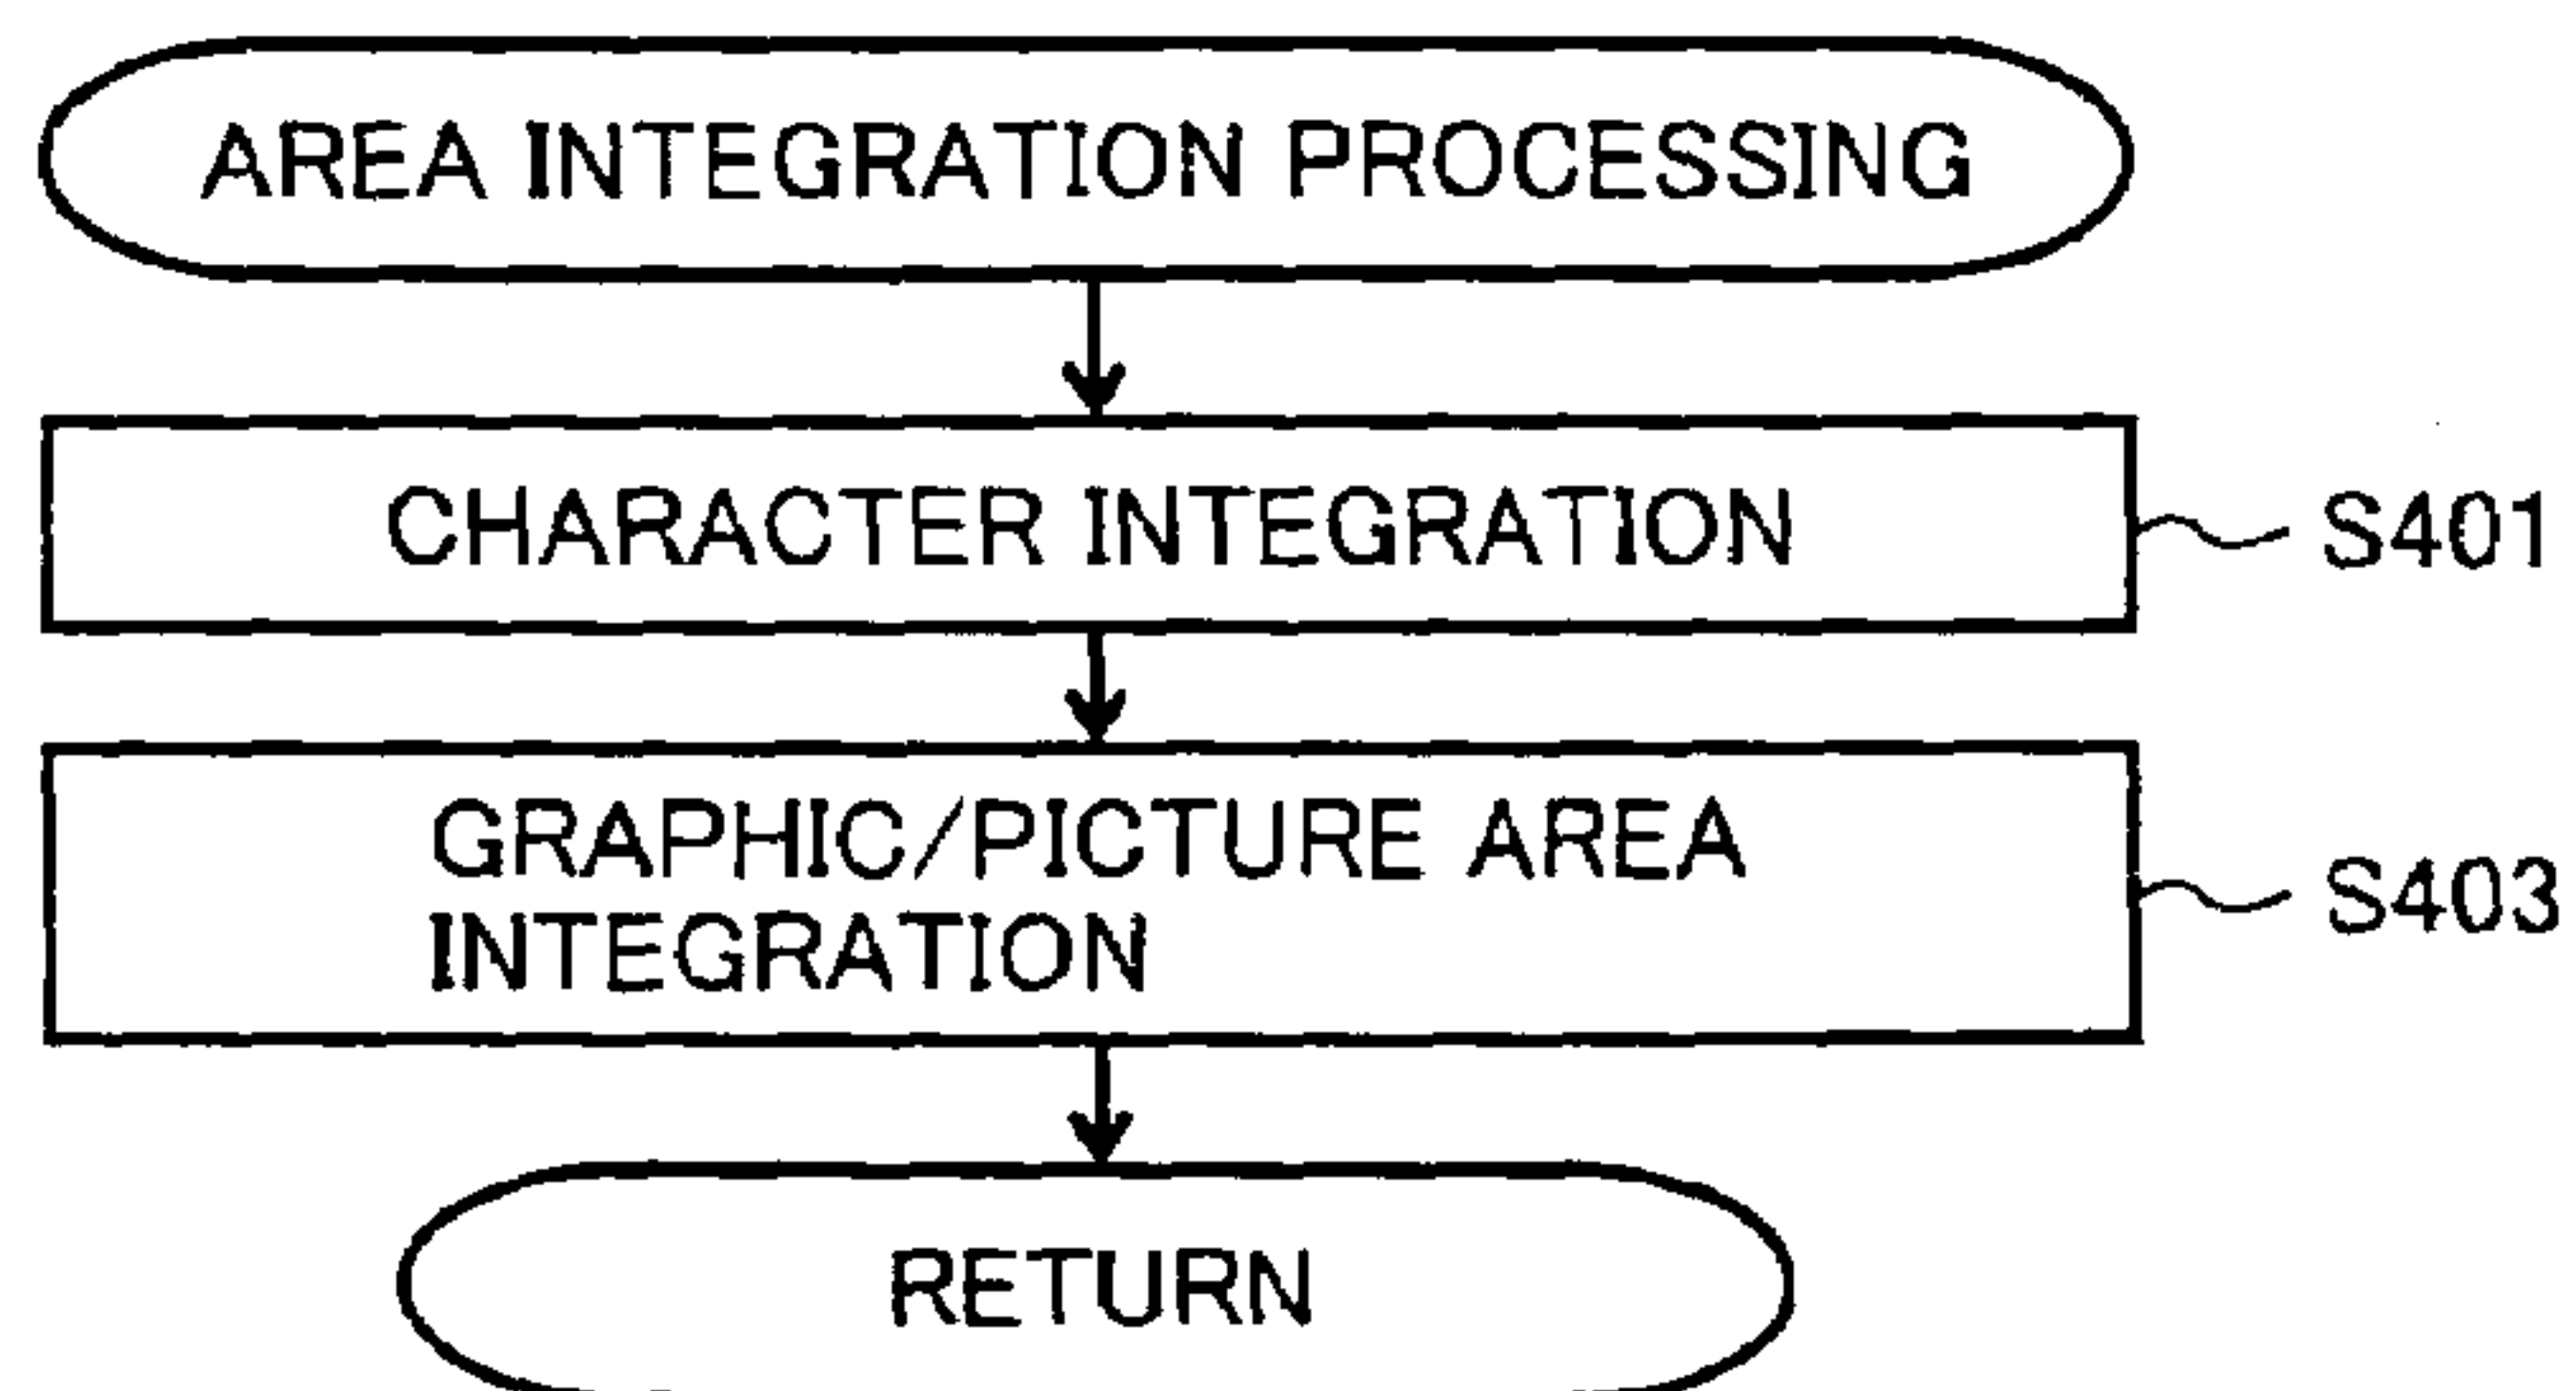 AREA INTEGRATION PROCESSING
CHARACTER INTEGRATION
S401
GRAPHIC/PICTURE AREA
INTEGRATION
S403
RETURN